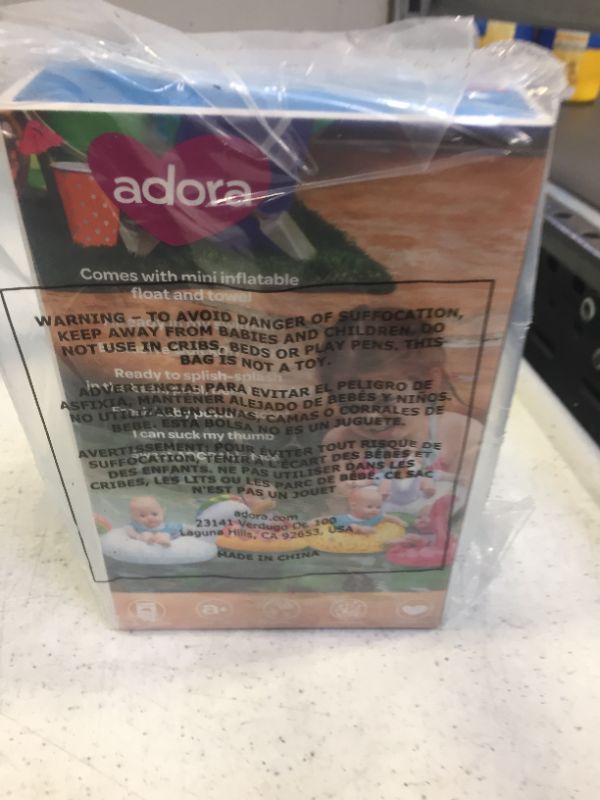 adora
Comes with mini inflatable
float and towel
WARNING - TO AVOID DANGER OF SUFFOCATION,
KEEP AWAY FROM BABIES AND CHILDREN. DO
NOT USE IN CRIBS, BEDS OR PLAY PENS. THIS
BAG IS NOT A TOY.
Ready to splish-splash
in the
ADVERTENCIA: PARA EVITAR EL PELIGRO DE
ASFIXIA, MANTENER ALEJADO DE BEBÉS Y NIÑOS.
NO UTILIZAR EN CUNAS, CAMAS O CORRALES DE
BEBE. ESTA BOLSA NO ES UN JUGUETE.
I can suck my thumb
AVERTISSEMENT: POUR ÉVITER TOUT RISQUE DE
SUFFOCATION, TENIR À L'ÉCART DES BÉBÉS ET
DES ENFANTS. NE PAS UTILISER DANS LES
CRIBES, LES LITS OU LES PARC DE BÉBÉ. CE SAC
N'EST PAS UN JOUET
adora.com
23141 Verdugo Dr. 100
Laguna Hills, CA 92653, USA
MADE IN CHINA
a+